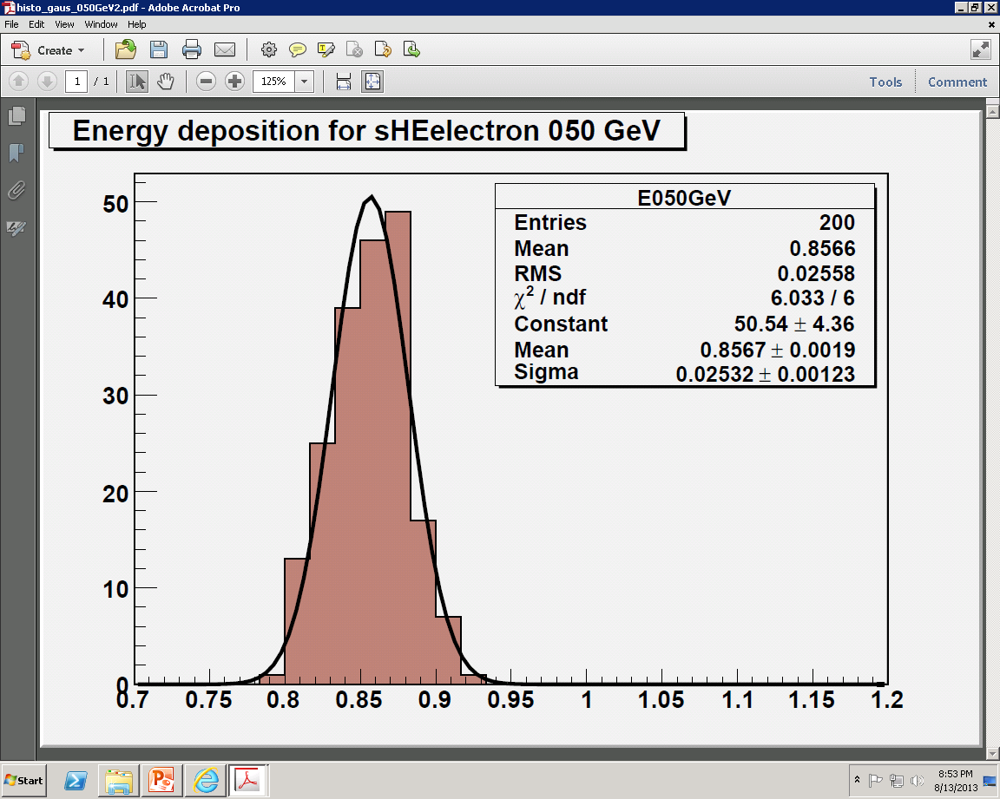 histo_gaus_050GeV2.pdf - Adobe Acrobat Pro
File Edit View Window Help
Create
1 / 1 125% Tools Comment
Energy deposition for sHEelectron 050 GeV
E050GeV
Entries 200
Mean 0.8566
RMS 0.02558
χ² / ndf 6.033 / 6
Constant 50.54 ± 4.36
Mean 0.8567 ± 0.0019
Sigma 0.02532 ± 0.00123
50
40
30
20
10
0
0.7 0.75 0.8 0.85 0.9 0.95 1 1.05 1.1 1.15 1.2
Start
8:53 PM
8/13/2013